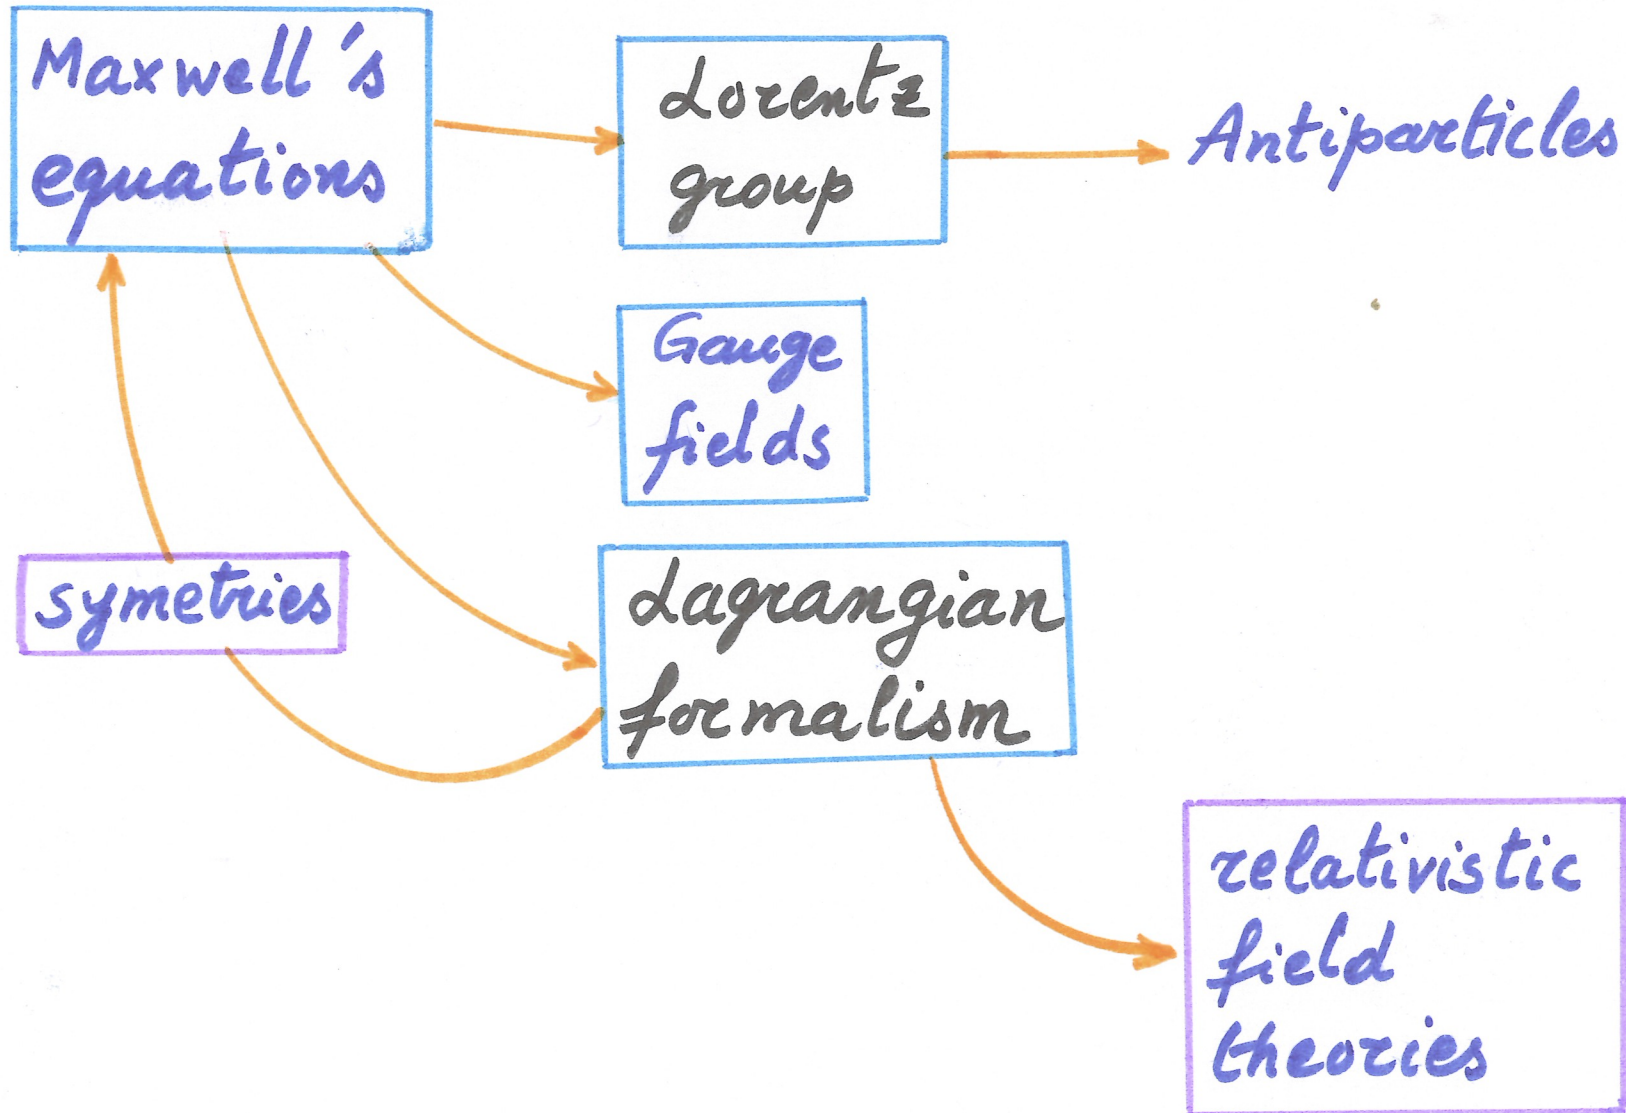 Maxwell's
equations
Lorentz
group
Antiparticles
Gauge
fields
symetries
Lagrangian
formalism
relativistic
field
theories